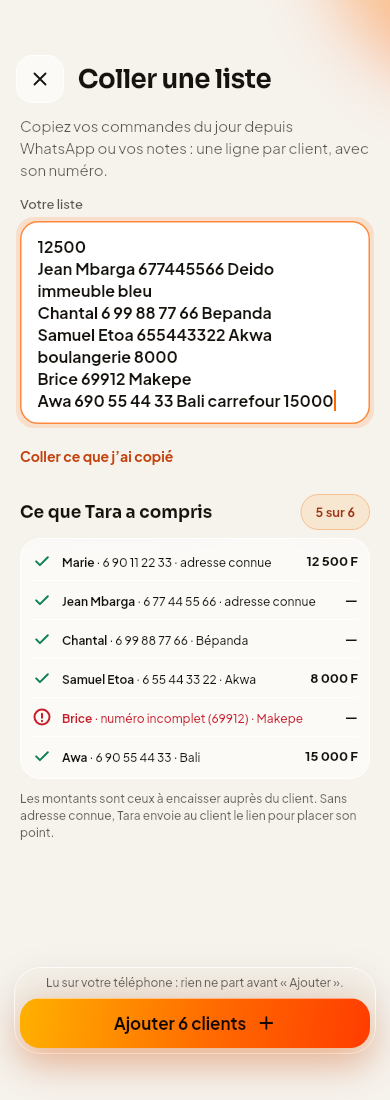 Coller une liste
Copiez vos commandes du jour depuis
WhatsApp ou vos notes : une ligne par client, avec
son numéro.
Votre liste
12500
Jean Mbarga 677445566 Deido
immeuble bleu
Chantal 6 99 88 77 66 Bepanda
Samuel Etoa 655443322 Akwa
boulangerie 8000
Brice 69912 Makepe
Awa 690 55 44 33 Bali carrefour 15000
Coller ce que j’ai copié
Ce que Tara a compris
5 sur 6
Marie · 6 90 11 22 33 · adresse connue 12 500 F
Jean Mbarga · 6 77 44 55 66 · adresse connue —
Chantal · 6 99 88 77 66 · Bépanda —
Samuel Etoa · 6 55 44 33 22 · Akwa 8 000 F
Brice · numéro incomplet (69912) · Makepe —
Awa · 6 90 55 44 33 · Bali 15 000 F
Les montants sont ceux à encaisser auprès du client. Sans
adresse connue, Tara envoie au client le lien pour placer son
point.
Lu sur votre téléphone : rien ne part avant « Ajouter ».
Ajouter 6 clients